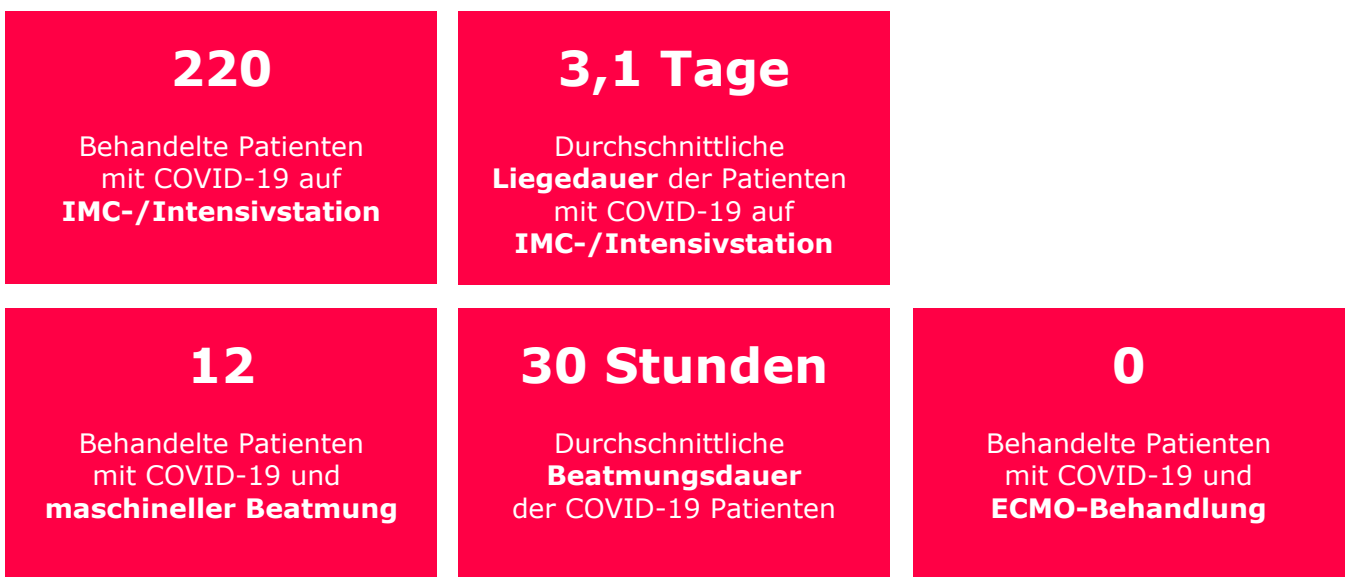 220
Behandelte Patienten
mit COVID-19 auf
IMC-/Intensivstation
3,1 Tage
Durchschnittliche
Liegedauer der Patienten
mit COVID-19 auf
IMC-/Intensivstation
12
Behandelte Patienten
mit COVID-19 und
maschineller Beatmung
30 Stunden
Durchschnittliche
Beatmungsdauer
der COVID-19 Patienten
0
Behandelte Patienten
mit COVID-19 und
ECMO-Behandlung